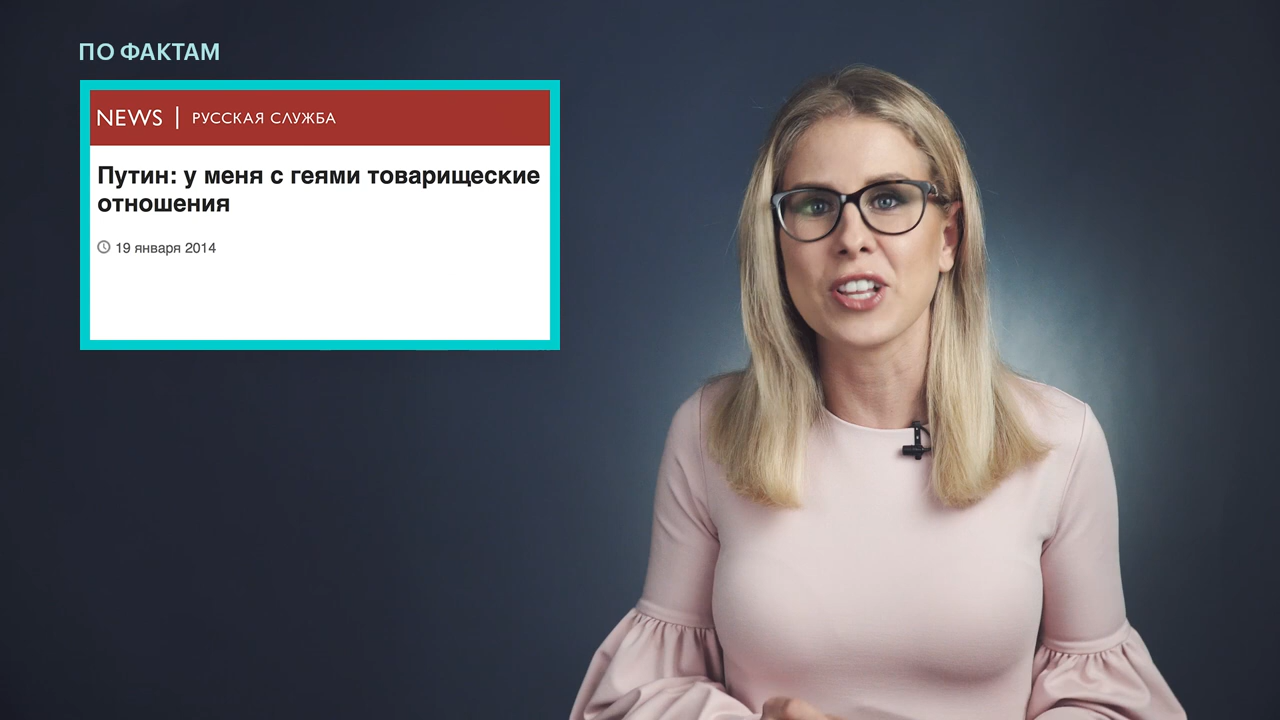 ПО ФАКТАМ
NEWS | РУССКАЯ СЛУЖБА
Путин: у меня с геями товарищеские
отношения
19 января 2014